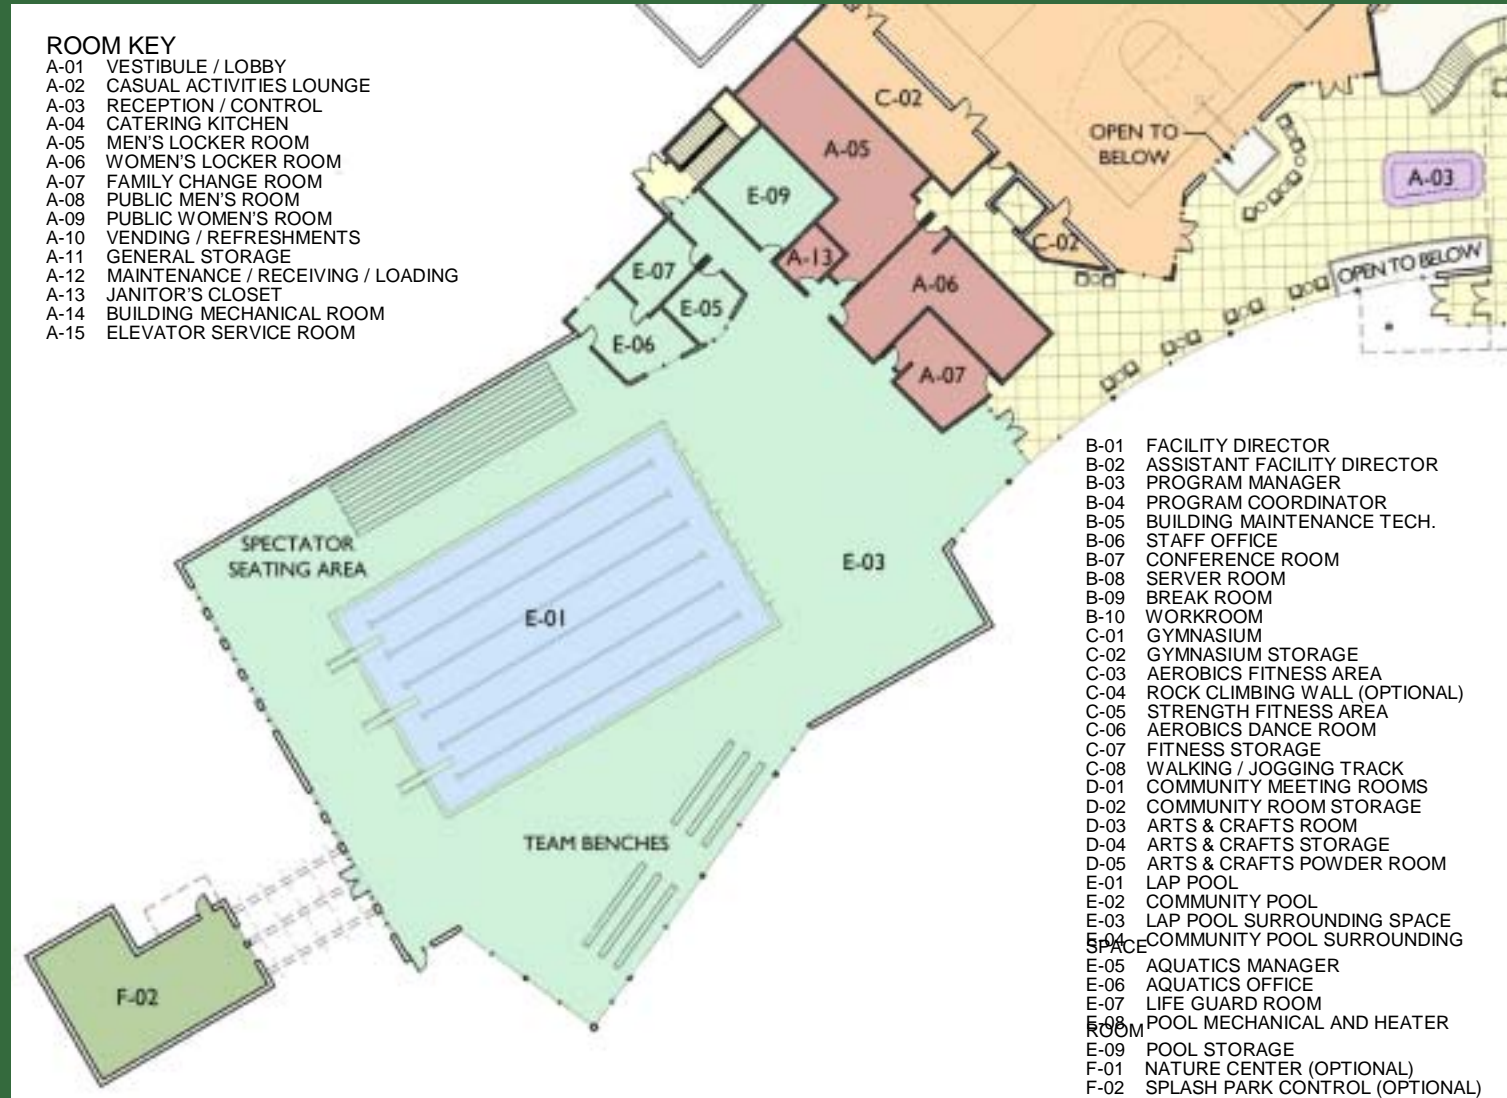 ROOM KEY
A-01 VESTIBULE / LOBBY
A-02 CASUAL ACTIVITIES LOUNGE
A-03 RECEPTION / CONTROL
A-04 CATERING KITCHEN
A-05 MEN'S LOCKER ROOM
A-06 WOMEN'S LOCKER ROOM
A-07 FAMILY CHANGE ROOM
A-08 PUBLIC MEN'S ROOM
A-09 PUBLIC WOMEN'S ROOM
A-10 VENDING / REFRESHMENTS
A-11 GENERAL STORAGE
A-12 MAINTENANCE / RECEIVING / LOADING
A-13 JANITOR'S CLOSET
A-14 BUILDING MECHANICAL ROOM
A-15 ELEVATOR SERVICE ROOM
C-02
OPEN TO
BELOW
A-05
A-03
E-09
C-02
A-13
OPEN TO BELOW
E-07
A-06
E-05
E-06
A-07
SPECTATOR
SEATING AREA
E-03
E-01
TEAM BENCHES
F-02
B-01 FACILITY DIRECTOR
B-02 ASSISTANT FACILITY DIRECTOR
B-03 PROGRAM MANAGER
B-04 PROGRAM COORDINATOR
B-05 BUILDING MAINTENANCE TECH.
B-06 STAFF OFFICE
B-07 CONFERENCE ROOM
B-08 SERVER ROOM
B-09 BREAK ROOM
B-10 WORKROOM
C-01 GYMNASIUM
C-02 GYMNASIUM STORAGE
C-03 AEROBICS FITNESS AREA
C-04 ROCK CLIMBING WALL (OPTIONAL)
C-05 STRENGTH FITNESS AREA
C-06 AEROBICS DANCE ROOM
C-07 FITNESS STORAGE
C-08 WALKING / JOGGING TRACK
D-01 COMMUNITY MEETING ROOMS
D-02 COMMUNITY ROOM STORAGE
D-03 ARTS & CRAFTS ROOM
D-04 ARTS & CRAFTS STORAGE
D-05 ARTS & CRAFTS POWDER ROOM
E-01 LAP POOL
E-02 COMMUNITY POOL
E-03 LAP POOL SURROUNDING SPACE
E-04 COMMUNITY POOL SURROUNDING
SPACE
E-05 AQUATICS MANAGER
E-06 AQUATICS OFFICE
E-07 LIFE GUARD ROOM
E-08 POOL MECHANICAL AND HEATER
ROOM
E-09 POOL STORAGE
F-01 NATURE CENTER (OPTIONAL)
F-02 SPLASH PARK CONTROL (OPTIONAL)